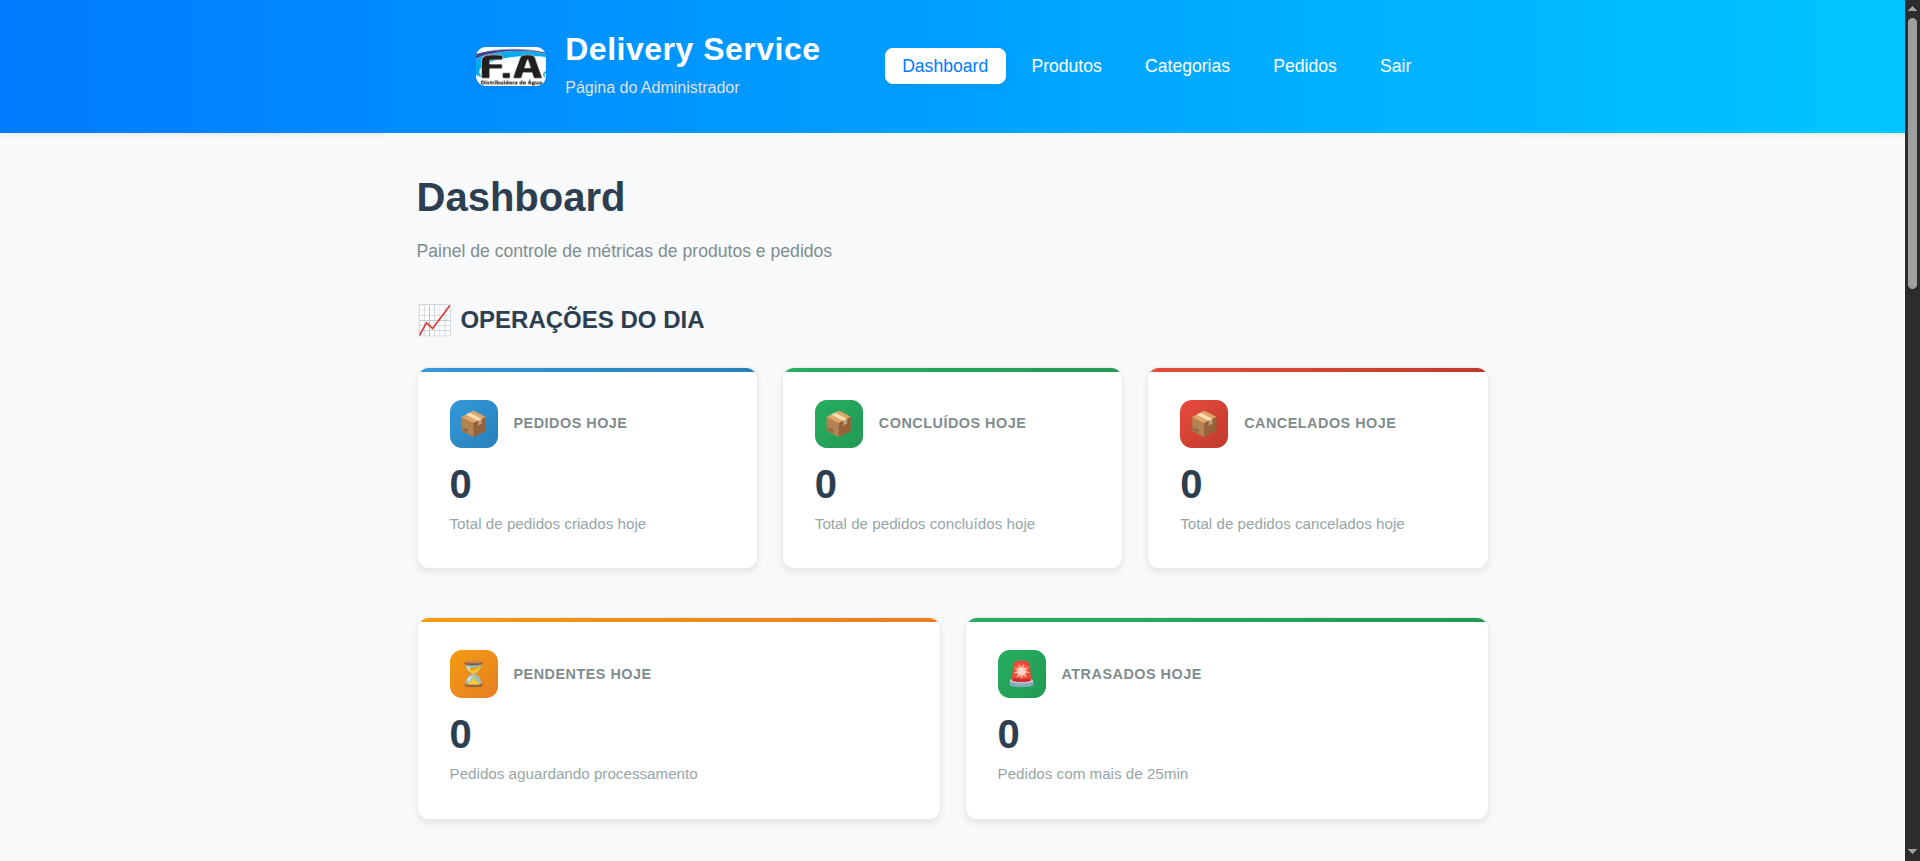 F.A
Distribuidora de Água
Delivery Service
Página do Administrador
Dashboard
Produtos
Categorias
Pedidos
Sair
Dashboard
Painel de controle de métricas de produtos e pedidos
OPERAÇÕES DO DIA
PEDIDOS HOJE
0
Total de pedidos criados hoje
CONCLUÍDOS HOJE
0
Total de pedidos concluídos hoje
CANCELADOS HOJE
0
Total de pedidos cancelados hoje
PENDENTES HOJE
0
Pedidos aguardando processamento
ATRASADOS HOJE
0
Pedidos com mais de 25min